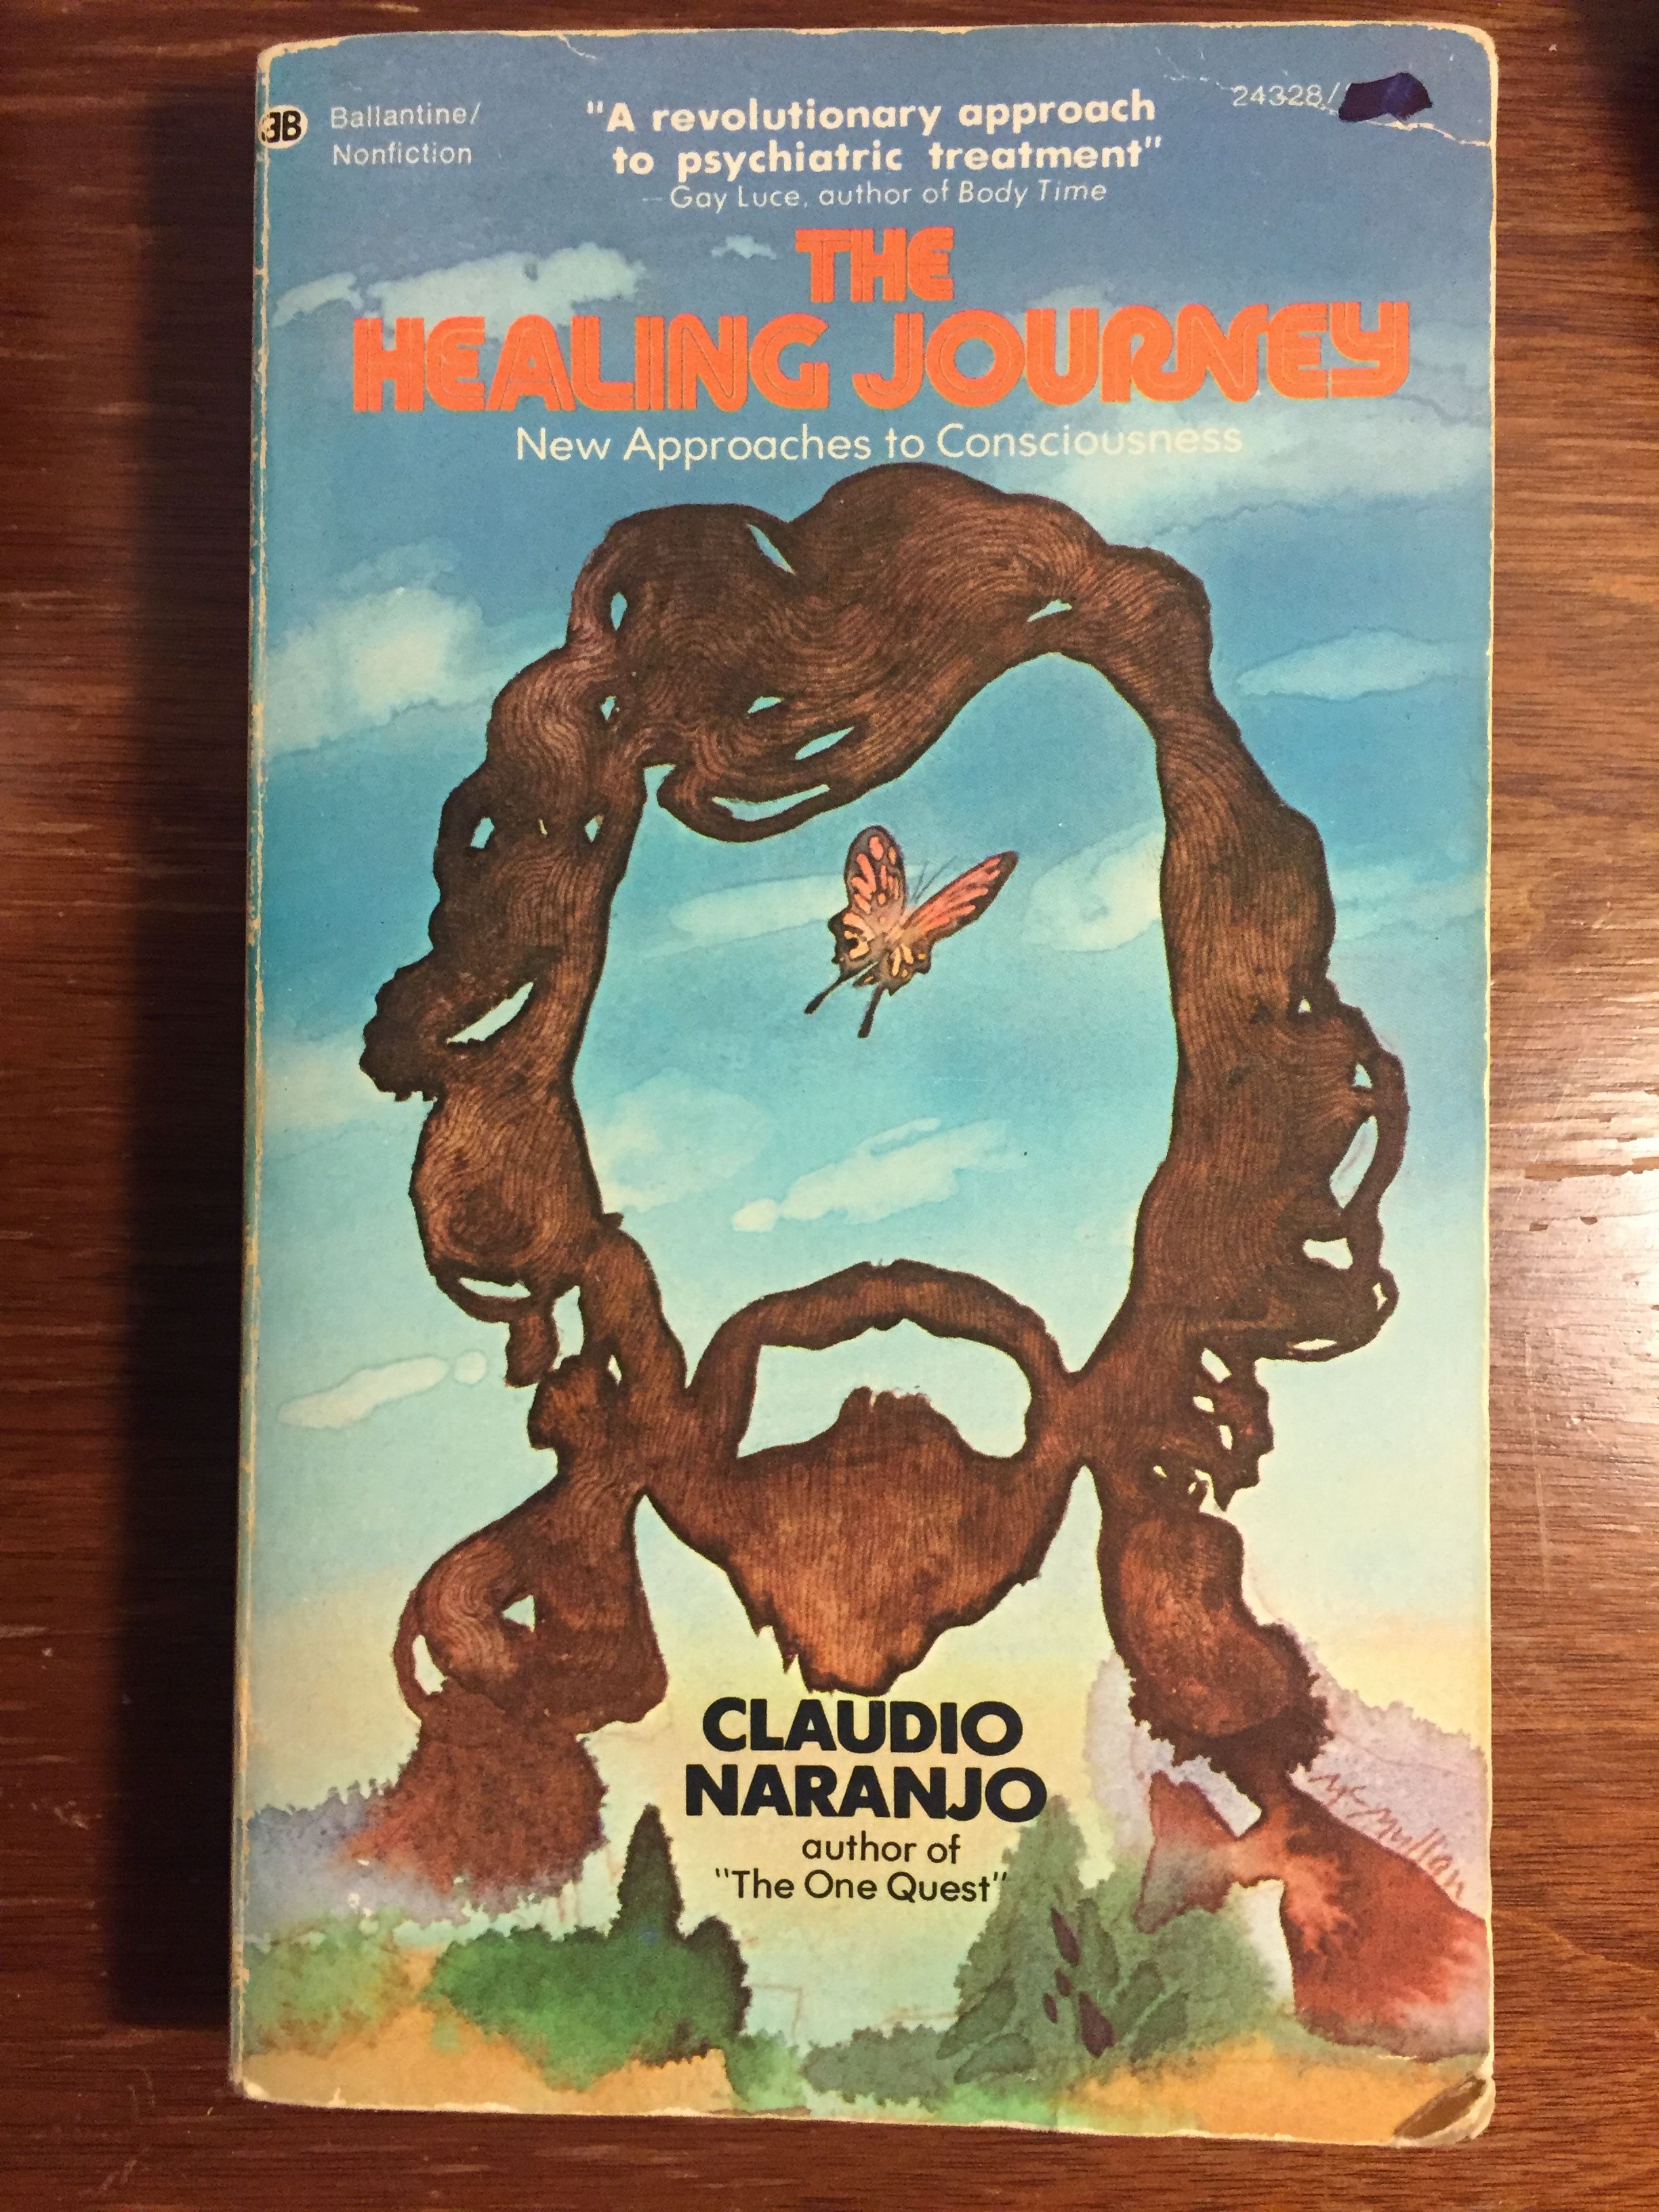 BB
Ballantine/
Nonfiction
"A revolutionary approach
to psychiatric treatment"
—Gay Luce, author of Body Time
24328/
THE
HEALING JOURNEY
New Approaches to Consciousness
CLAUDIO
NARANJO
author of
"The One Quest"
McMullan